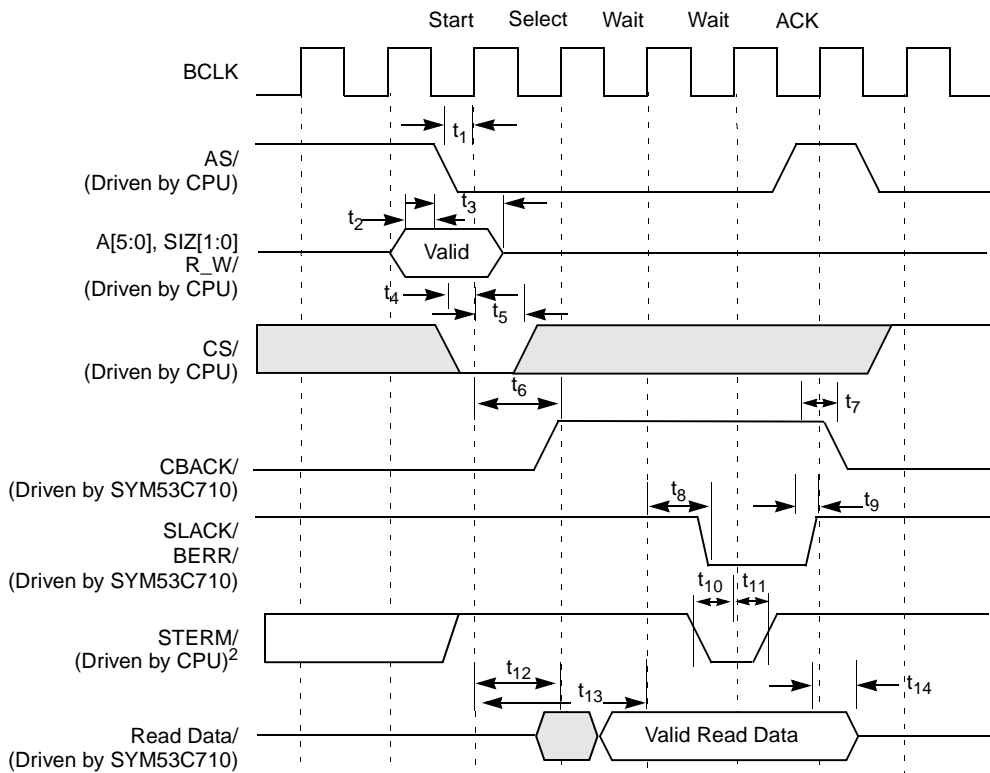 Start Select Wait Wait ACK
BCLK
t1
AS/
(Driven by CPU)
t3
t2
A[5:0], SIZ[1:0]
R_W/
(Driven by CPU)
Valid
t4
t5
CS/
(Driven by CPU)
t6
t7
CBACK/
(Driven by SYM53C710)
t8
t9
SLACK/
BERR/
(Driven by SYM53C710)
t10 t11
STERM/
(Driven by CPU)2
t12
t13
t14
Read Data/
(Driven by SYM53C710)
Valid Read Data